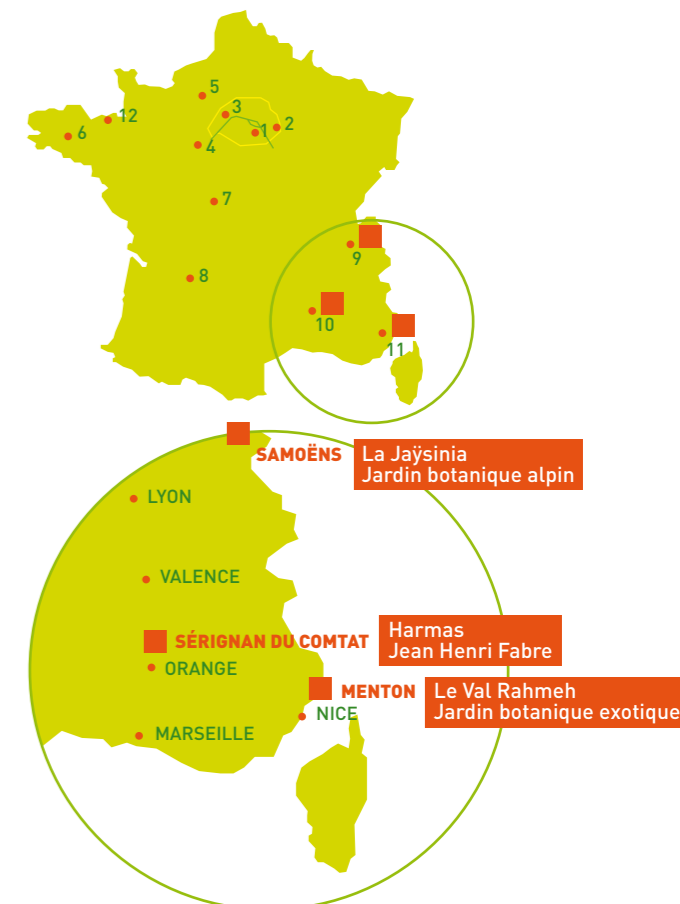 5
3
12
2
1
6
4
7
9
8
10
11
SAMOËNS
La Jaÿsinia
Jardin botanique alpin
LYON
VALENCE
SÉRIGNAN DU COMTAT
Harmas
Jean Henri Fabre
ORANGE
MENTON
Le Val Rahmeh
Jardin botanique exotique
NICE
MARSEILLE